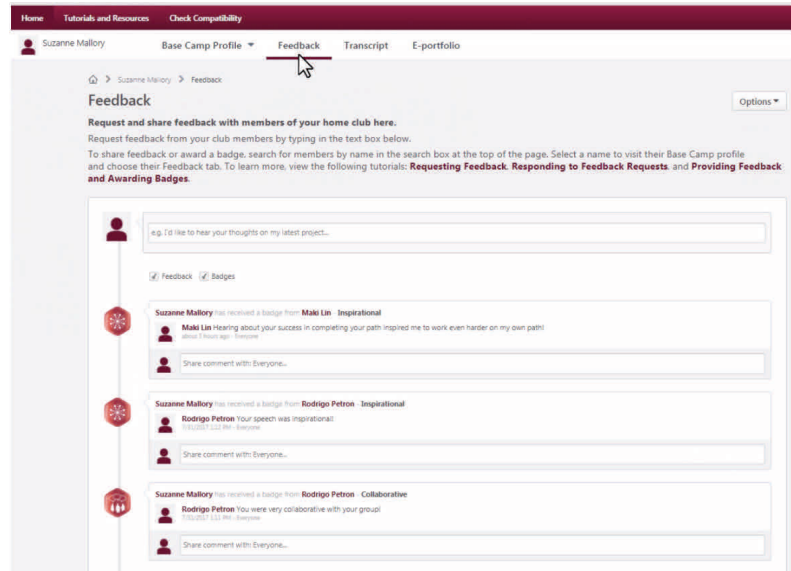 Home Tutorials and Resources Check Compatibility
Suzanne Mallory Base Camp Profile Feedback Transcript E-portfolio
Suzanne Mallory > Feedback
Feedback
Options
Request and share feedback with members of your home club here.
Request feedback from your club members by typing in the text box below.
To share feedback or award a badge, search for members by name in the search box at the top of the page. Select a name to visit their Base Camp profile
and choose their Feedback tab. To learn more, view the following tutorials: Requesting Feedback, Responding to Feedback Requests, and Providing Feedback
and Awarding Badges.
e.g. I'd like to hear your thoughts on my latest project...
Feedback Badges
Suzanne Mallory has received a badge from Maki Lin - Inspirational
Maki Lin Hearing about your success in completing your path inspired me to work even harder on my own path!
hours ago - Everyone
Share comment with: Everyone...
Suzanne Mallory has received a badge from Rodrigo Petron - Inspirational
Rodrigo Petron Your speech was inspirational!
PM - Everyone
Share comment with: Everyone...
Suzanne Mallory has received a badge from Rodrigo Petron - Collaborative
Rodrigo Petron You were very collaborative with your group!
PM - Everyone
Share comment with: Everyone...